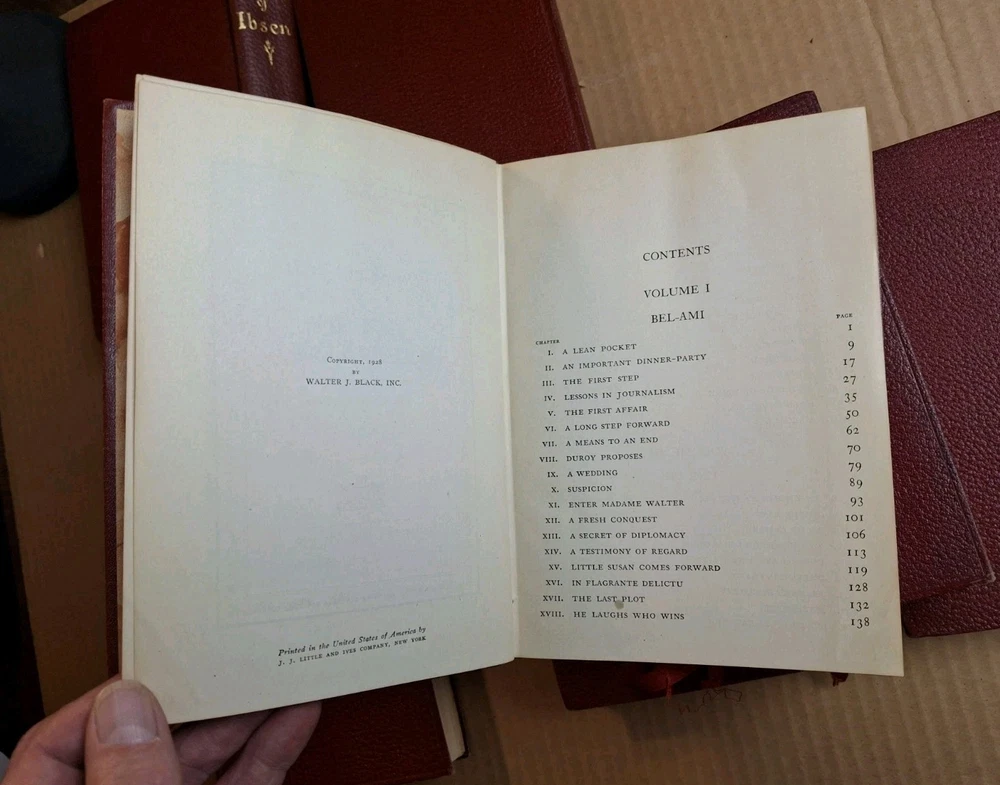 of
Ibsen
COPYRIGHT, 1928
BY
WALTER J. BLACK, INC.
Printed in the United States of America by
J. J. LITTLE AND IVES COMPANY, NEW YORK
CONTENTS
VOLUME I
BEL-AMI
CHAPTER PAGE
I. A LEAN POCKET 1
II. AN IMPORTANT DINNER-PARTY 9
III. THE FIRST STEP 17
IV. LESSONS IN JOURNALISM 27
V. THE FIRST AFFAIR 35
VI. A LONG STEP FORWARD 50
VII. A MEANS TO AN END 62
VIII. DUROY PROPOSES 70
IX. A WEDDING 79
X. SUSPICION 89
XI. ENTER MADAME WALTER 93
XII. A FRESH CONQUEST 101
XIII. A SECRET OF DIPLOMACY 106
XIV. A TESTIMONY OF REGARD 113
XV. LITTLE SUSAN COMES FORWARD 119
XVI. IN FLAGRANTE DELICTU 128
XVII. THE LAST PLOT 132
XVIII. HE LAUGHS WHO WINS 138